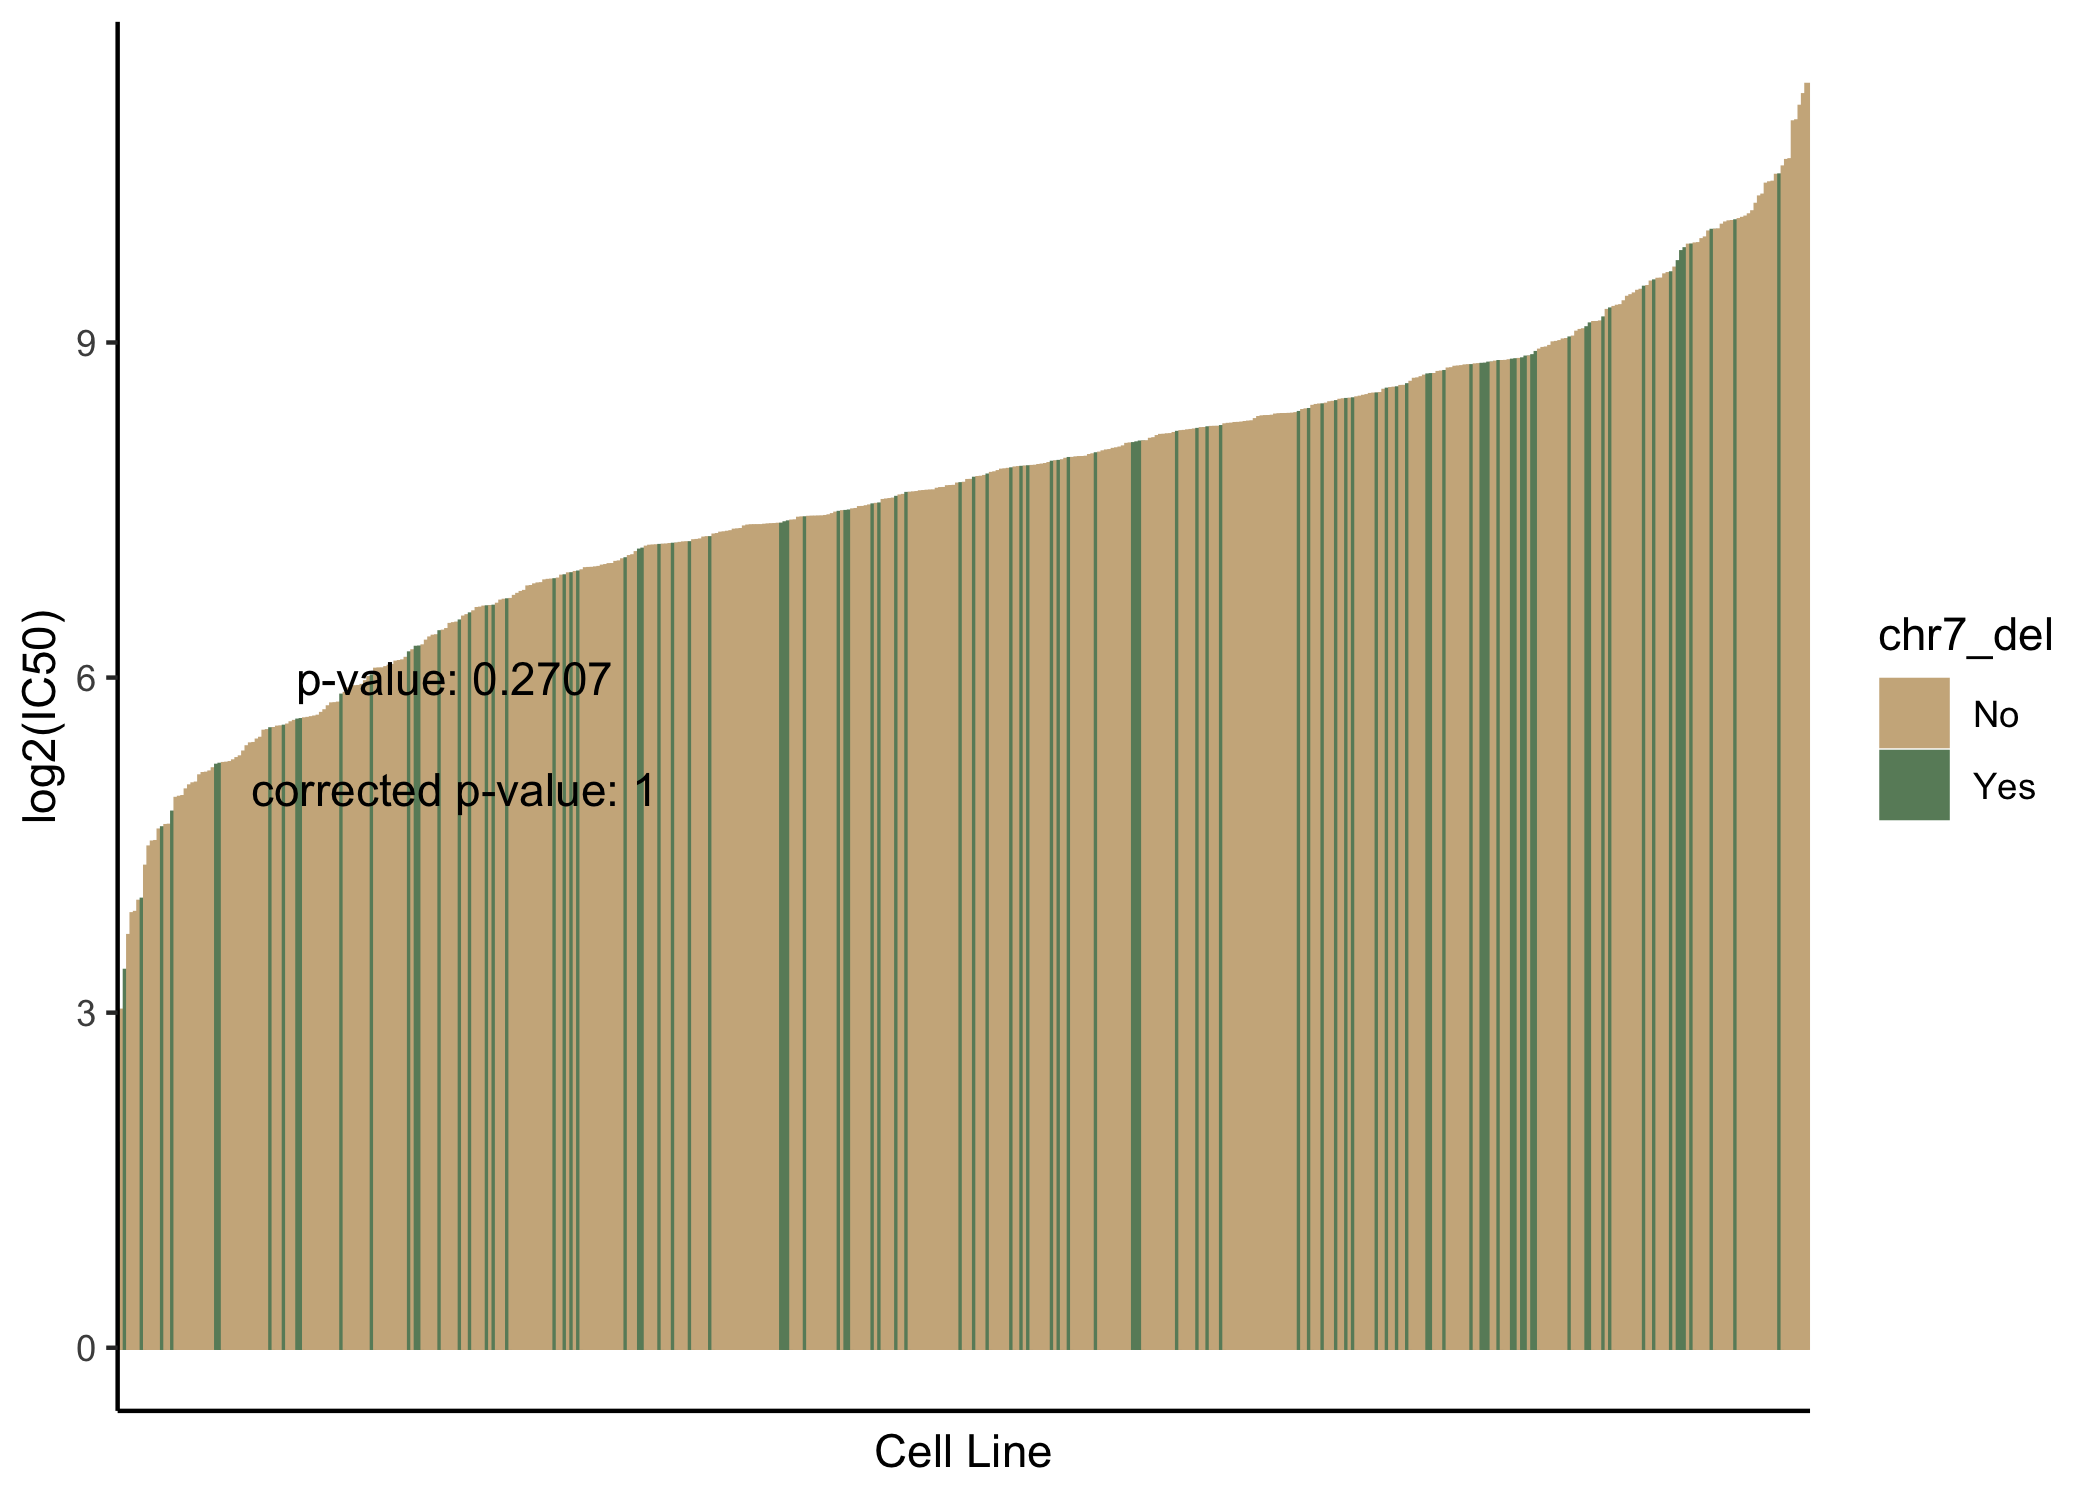 log2(IC50)
9
6
3
0
p-value: 0.2707
corrected p-value: 1
Cell Line
chr7_del
No
Yes